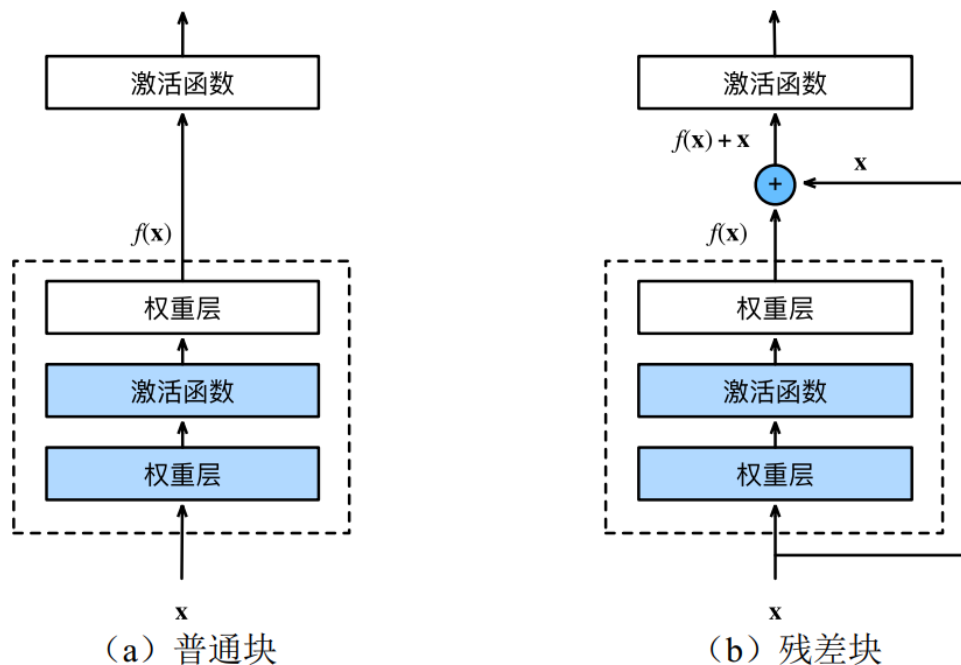 激活函数
f(x)
权重层
激活函数
权重层
x
（a）普通块
激活函数
f(x) + x
+
x
f(x)
权重层
激活函数
权重层
x
（b）残差块